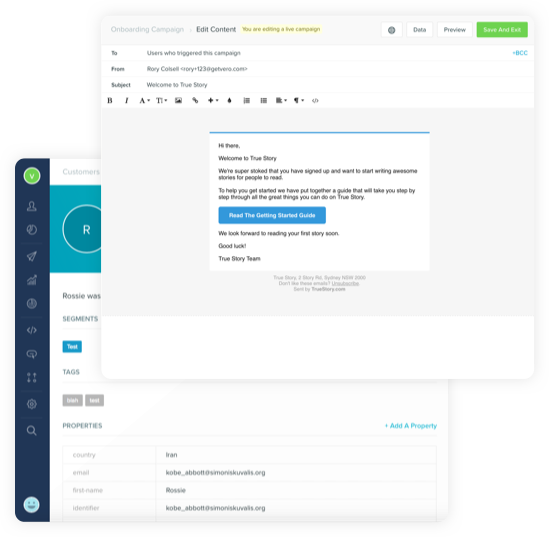 Onboarding Campaign › Edit Content You are editing a live campaign Data Preview Save And Exit
To Users who triggered this campaign +BCC
From Rory Colsell <rory+123@getvero.com>
Subject Welcome to True Story
B I A T </>
Hi there,
Welcome to True Story
We're super stoked that you have signed up and want to start writing awesome
stories for people to read.
To help you get started we have put together a guide that will take you step by
step through all the great things you can do on True Story.
Read The Getting Started Guide
We look forward to reading your first story soon.
Good luck!
True Story Team
True Story, 3 Story Rd, Sydney NSW 2000
Don't like these emails? Unsubscribe
Sent by TrueStory.com
V
Customers
R
Rossie was
SEGMENTS
Test
TAGS
blah test
PROPERTIES + Add A Property
country Iran
email kobe_abbott@simoniskuvalis.org
first-name Rossie
identifier kobe_abbott@simoniskuvalis.org